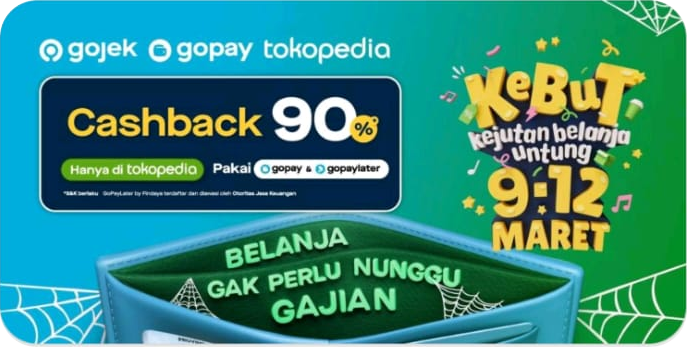 gojek gopay tokopedia
Cashback 90%
Hanya di tokopedia Pakai gopay & gopaylater
*S&K berlaku GoPayLater by Findaya terdaftar dan diawasi oleh Otoritas Jasa Keuangan
KeBUT
kejutan belanja
untung
9-12
MARET
BELANJA
GAK PERLU NUNGGU
GAJIAN